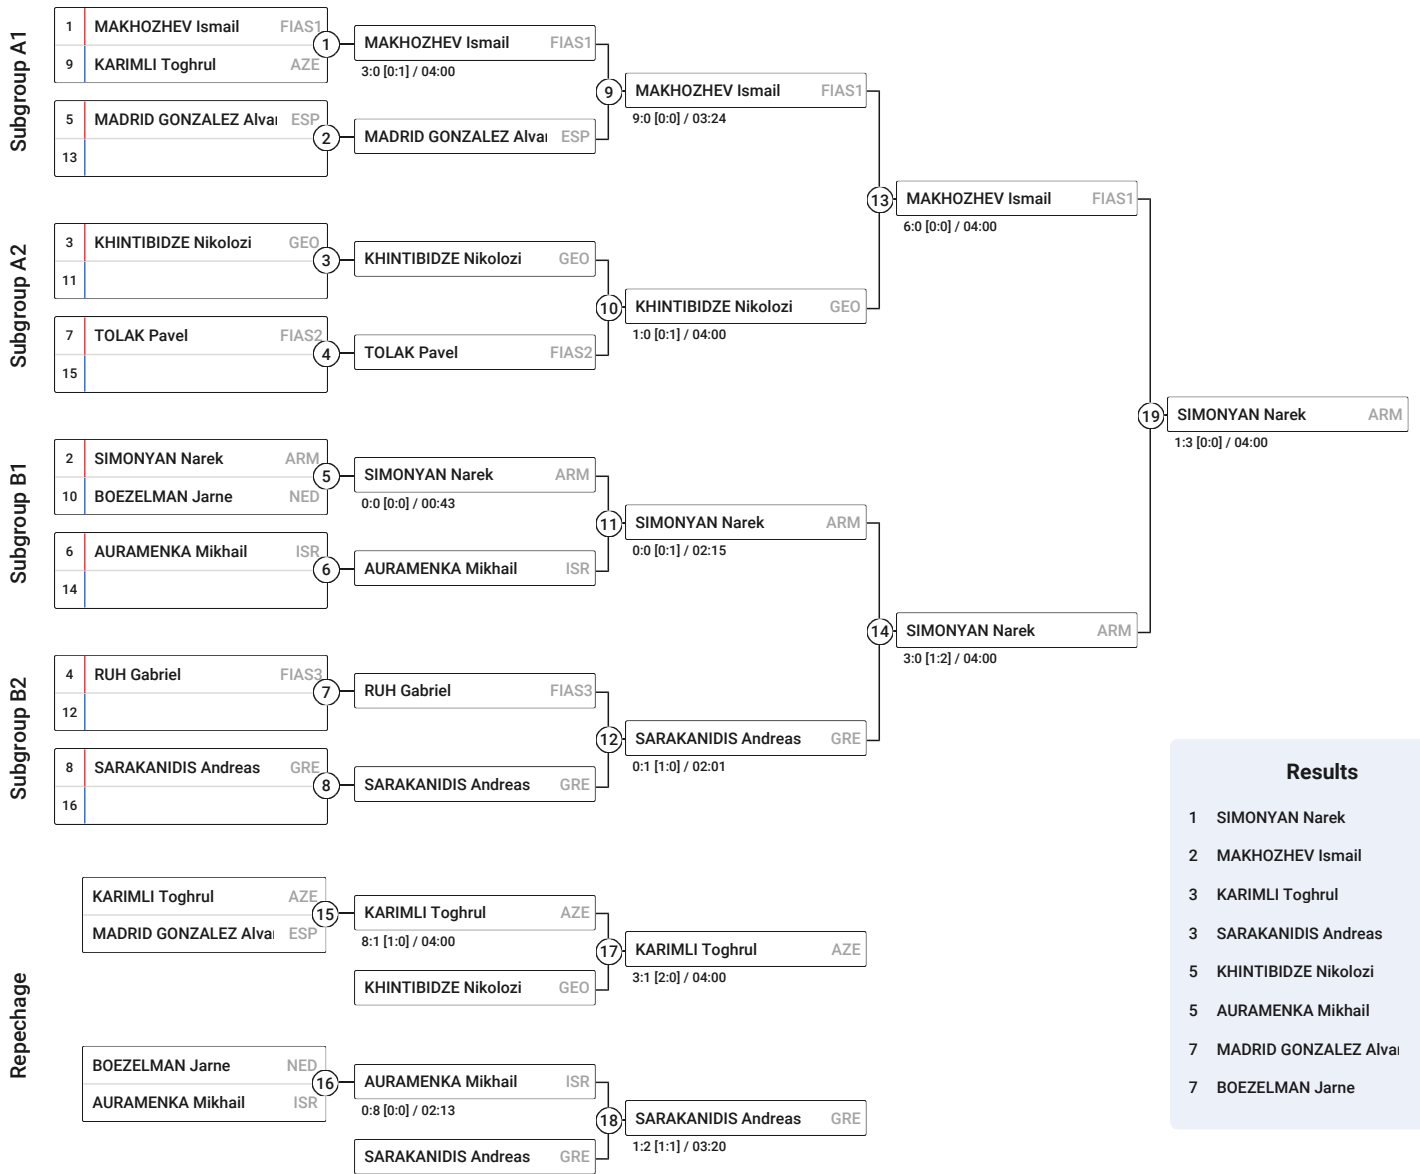 Subgroup A1
1 MAKHOZHEV Ismail FIAS1
9 KARIMLI Toghrul AZE
1
MAKHOZHEV Ismail FIAS1
3:0 [0:1] / 04:00
5 MADRID GONZALEZ Alva ESP
13
2
MADRID GONZALEZ Alva ESP
9
MAKHOZHEV Ismail FIAS1
9:0 [0:0] / 03:24
Subgroup A2
3 KHINTIBIDZE Nikolozi GEO
11
3
KHINTIBIDZE Nikolozi GEO
7 TOLAK Pavel FIAS2
15
4
TOLAK Pavel FIAS2
10
KHINTIBIDZE Nikolozi GEO
1:0 [0:1] / 04:00
13
MAKHOZHEV Ismail FIAS1
6:0 [0:0] / 04:00
Subgroup B1
2 SIMONYAN Narek ARM
10 BOEZELMAN Jarne NED
5
SIMONYAN Narek ARM
0:0 [0:0] / 00:43
6 AURAMENKA Mikhail ISR
14
6
AURAMENKA Mikhail ISR
11
SIMONYAN Narek ARM
0:0 [0:1] / 02:15
Subgroup B2
4 RUH Gabriel FIAS3
12
7
RUH Gabriel FIAS3
8 SARAKANIDIS Andreas GRE
16
8
SARAKANIDIS Andreas GRE
12
SARAKANIDIS Andreas GRE
0:1 [1:0] / 02:01
14
SIMONYAN Narek ARM
3:0 [1:2] / 04:00
19
SIMONYAN Narek ARM
1:3 [0:0] / 04:00
Repechage
KARIMLI Toghrul AZE
MADRID GONZALEZ Alva ESP
15
KARIMLI Toghrul AZE
8:1 [1:0] / 04:00
KHINTIBIDZE Nikolozi GEO
17
KARIMLI Toghrul AZE
3:1 [2:0] / 04:00
BOEZELMAN Jarne NED
AURAMENKA Mikhail ISR
16
AURAMENKA Mikhail ISR
0:8 [0:0] / 02:13
SARAKANIDIS Andreas GRE
18
SARAKANIDIS Andreas GRE
1:2 [1:1] / 03:20
Results
1 SIMONYAN Narek
2 MAKHOZHEV Ismail
3 KARIMLI Toghrul
3 SARAKANIDIS Andreas
5 KHINTIBIDZE Nikolozi
5 AURAMENKA Mikhail
7 MADRID GONZALEZ Alva
7 BOEZELMAN Jarne